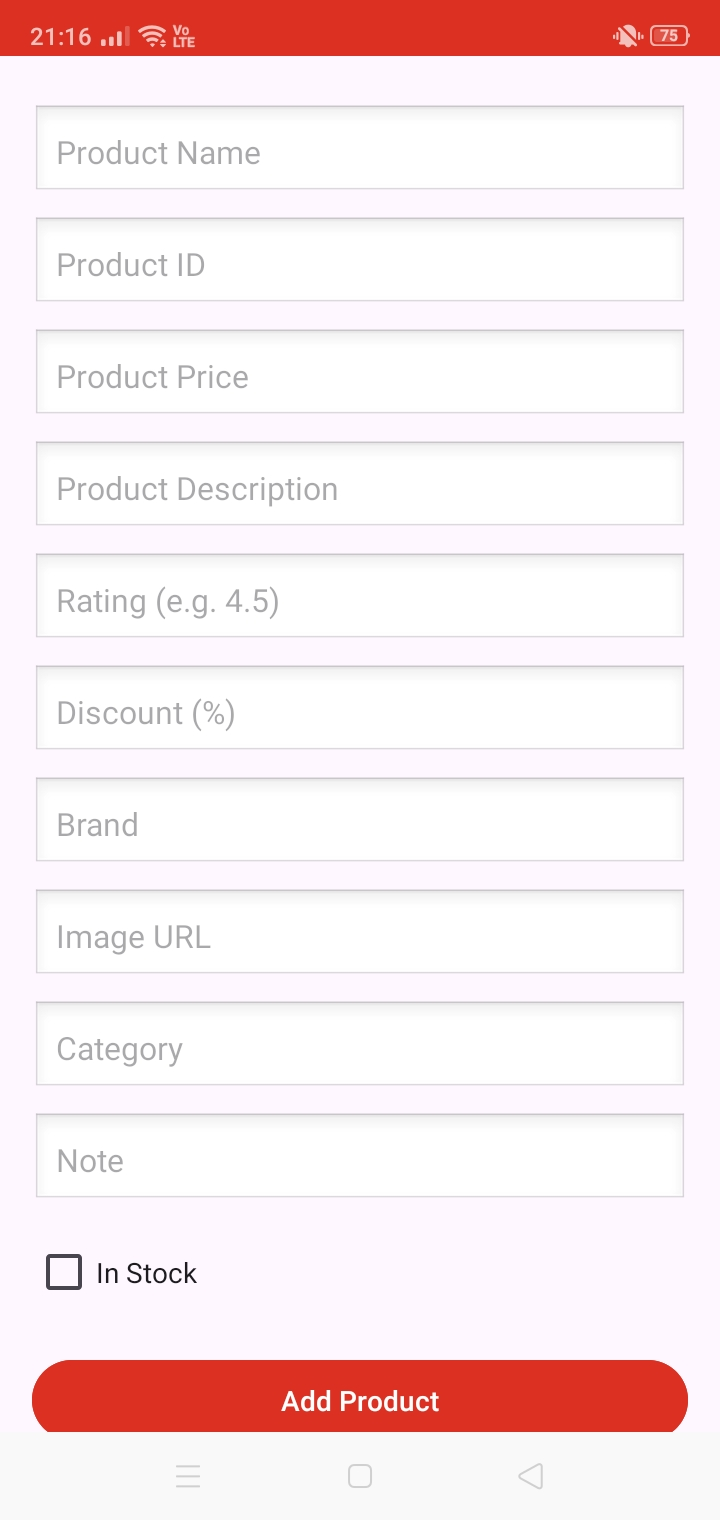 21:16 Vo LTE 75
Product Name
Product ID
Product Price
Product Description
Rating (e.g. 4.5)
Discount (%)
Brand
Image URL
Category
Note
In Stock
Add Product